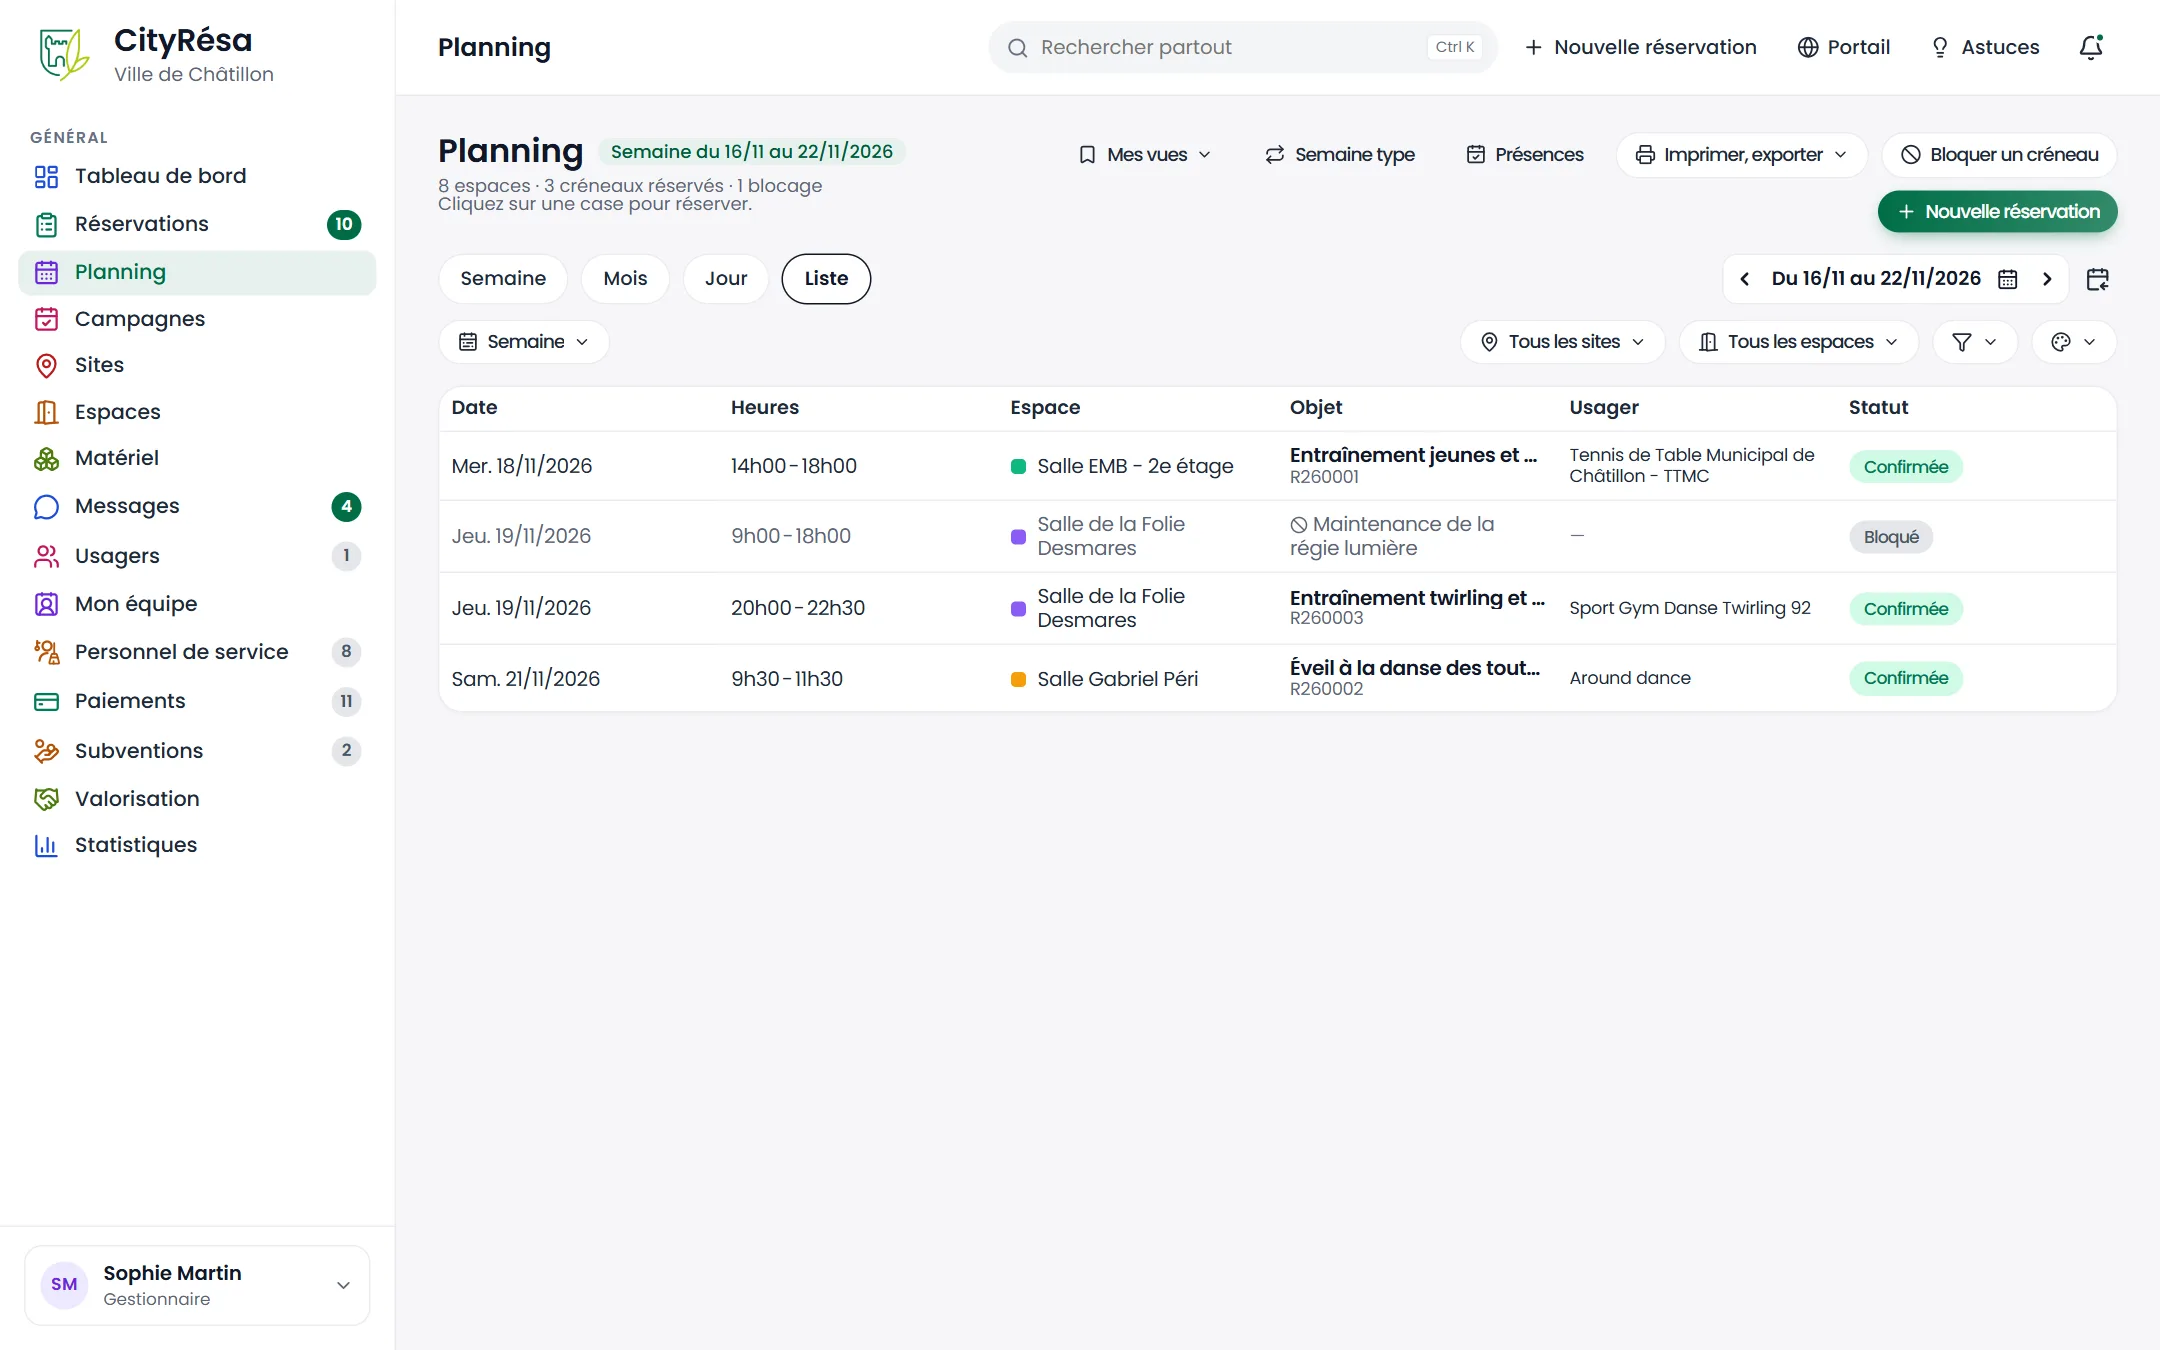 CityRésa
Ville de Châtillon
GÉNÉRAL
Tableau de bord
Réservations 10
Planning
Campagnes
Sites
Espaces
Matériel
Messages 4
Usagers 1
Mon équipe
Personnel de service 8
Paiements 11
Subventions 2
Valorisation
Statistiques
SM
Sophie Martin
Gestionnaire
Planning
Rechercher partout Ctrl K
Nouvelle réservation
Portail
Astuces
Planning Semaine du 16/11 au 22/11/2026
8 espaces · 3 créneaux réservés · 1 blocage
Cliquez sur une case pour réserver.
Mes vues
Semaine type
Présences
Imprimer, exporter
Bloquer un créneau
Nouvelle réservation
Semaine Mois Jour Liste
Du 16/11 au 22/11/2026
Semaine
Tous les sites
Tous les espaces
Date Heures Espace Objet Usager Statut
Mer. 18/11/2026 14h00 – 18h00 Salle EMB - 2e étage
Entraînement jeunes et ...
R260001
Tennis de Table Municipal de
Châtillon - TTMC
Confirmée
Jeu. 19/11/2026 9h00 – 18h00
Salle de la Folie
Desmares
Maintenance de la
régie lumière
—
Bloqué
Jeu. 19/11/2026 20h00 – 22h30
Salle de la Folie
Desmares
Entraînement twirling et ...
R260003
Sport Gym Danse Twirling 92
Confirmée
Sam. 21/11/2026 9h30 – 11h30 Salle Gabriel Péri
Éveil à la danse des tout...
R260002
Around dance
Confirmée